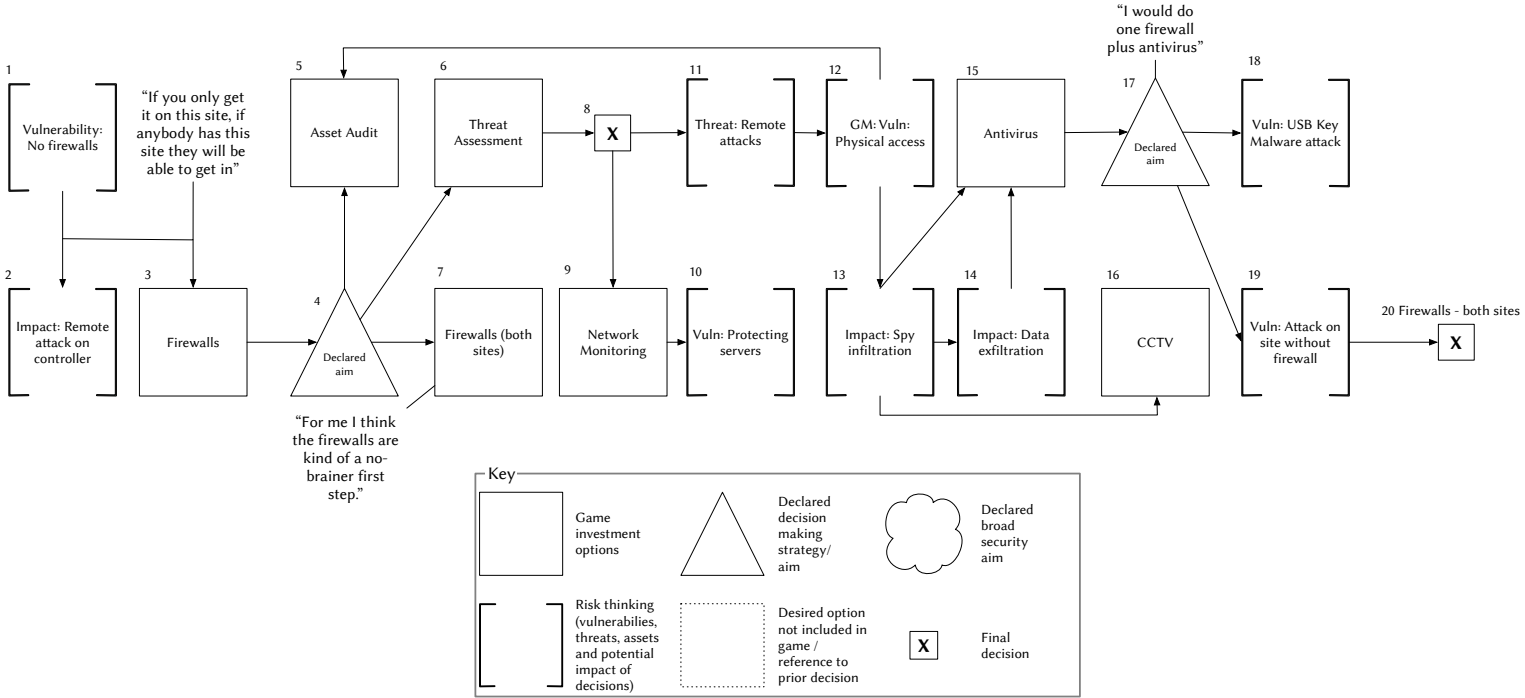 1
Vulnerability:
No firewalls
“If you only get
it on this site, if
anybody has this
site they will be
able to get in”
2
Impact: Remote
attack on
controller
3
Firewalls
4
Declared
aim
“For me I think
the firewalls are
kind of a no-
brainer first
step.”
5
Asset Audit
6
Threat
Assessment
7
Firewalls (both
sites)
8
X
9
Network
Monitoring
10
Vuln: Protecting
servers
11
Threat: Remote
attacks
12
GM: Vuln:
Physical access
13
Impact: Spy
infiltration
14
Impact: Data
exfiltration
15
Antivirus
16
CCTV
“I would do
one firewall
plus antivirus”
17
Declared
aim
18
Vuln: USB Key
Malware attack
19
Vuln: Attack on
site without
firewall
20 Firewalls - both sites
X
Key
Game
investment
options
Declared
decision
making
strategy/
aim
Declared
broad
security
aim
Risk thinking
(vulnerabilies,
threats, assets
and potential
impact of
decisions)
Desired option
not included in
game /
reference to
prior decision
X
Final
decision